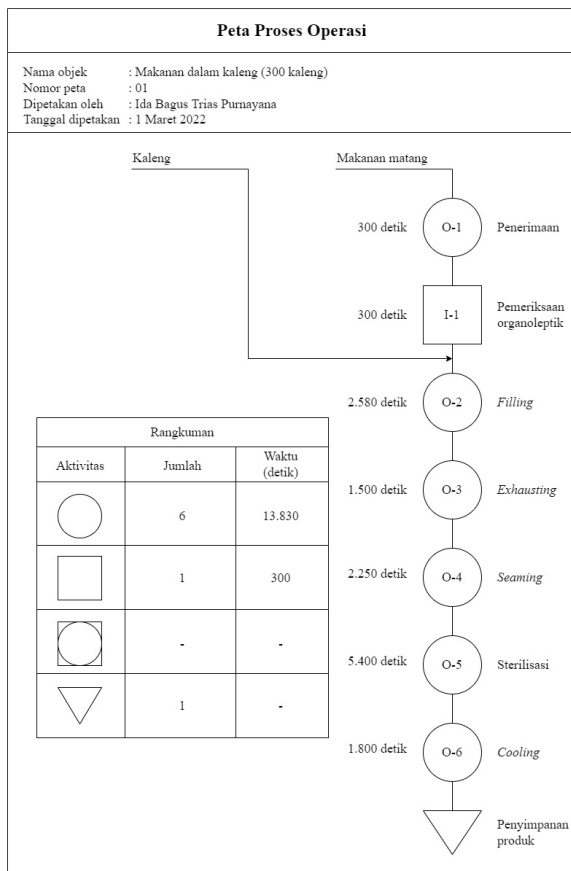 Peta Proses Operasi
Nama objek : Makanan dalam kaleng (300 kaleng)
Nomor peta : 01
Dipetakan oleh : Ida Bagus Trias Purnayana
Tanggal dipetakan : 1 Maret 2022
Kaleng
Makanan matang
300 detik O-1 Penerimaan
300 detik I-1 Pemeriksaan
organoleptik
2.580 detik O-2 Filling
1.500 detik O-3 Exhausting
2.250 detik O-4 Seaming
5.400 detik O-5 Sterilisasi
1.800 detik O-6 Cooling
Penyimpanan
produk
Rangkuman
Aktivitas Jumlah Waktu
(detik)
6 13.830
1 300
- -
- 
1 -